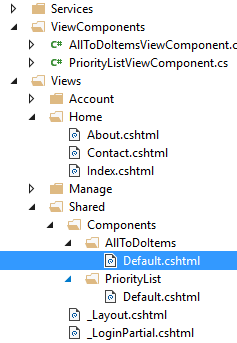 Services
ViewComponents
C# AllToDoItemsViewComponent.c
C# PriorityListViewComponent.cs
Views
Account
Home
About.cshtml
Contact.cshtml
Index.cshtml
Manage
Shared
Components
AllToDoItems
Default.cshtml
PriorityList
Default.cshtml
_Layout.cshtml
_LoginPartial.cshtml